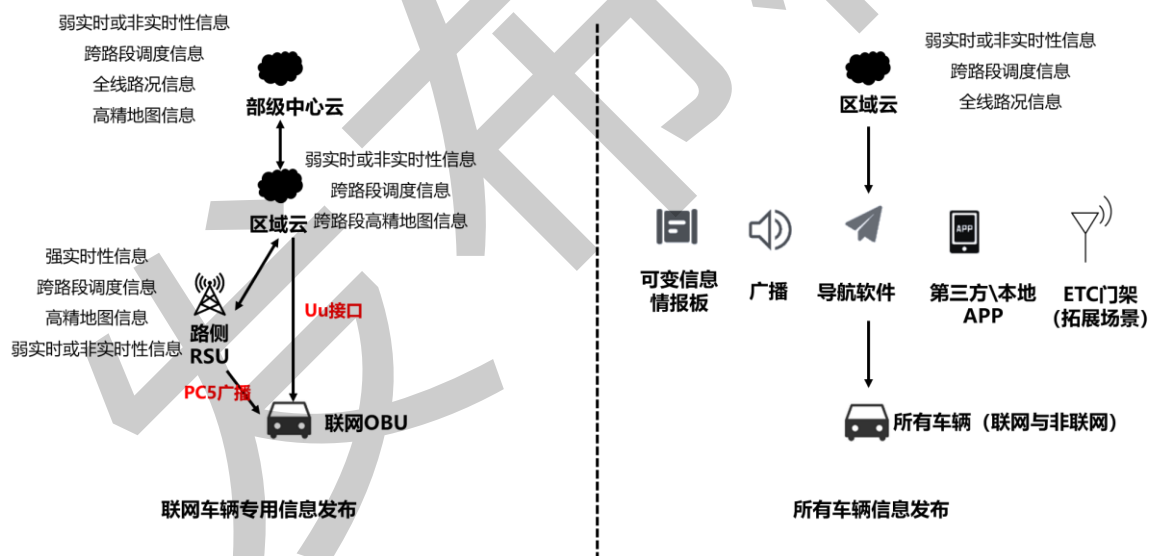 弱实时或非实时性信息
跨路段调度信息
全线路况信息
高精地图信息
部级中心云
弱实时或非实时性信息
跨路段调度信息
跨路段高精地图信息
区域云
强实时性信息
跨路段调度信息
高精地图信息
弱实时或非实时性信息
路侧
RSU
Uu接口
PC5广播
联网OBU
联网车辆专用信息发布
弱实时或非实时性信息
跨路段调度信息
全线路况信息
区域云
APP
可变信息
情报板
广播
导航软件
第三方\本地
APP
ETC门架
(拓展场景)
所有车辆（联网与非联网）
所有车辆信息发布